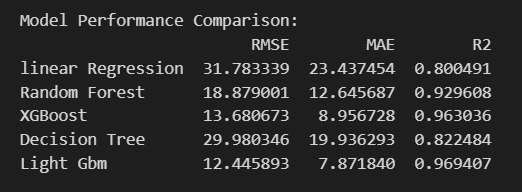 Model Performance Comparison:
RMSE MAE R2
linear Regression 31.783339 23.437454 0.800491
Random Forest 18.879001 12.645687 0.929608
XGBoost 13.680673 8.956728 0.963036
Decision Tree 29.980346 19.936293 0.822484
Light Gbm 12.445893 7.871840 0.969407